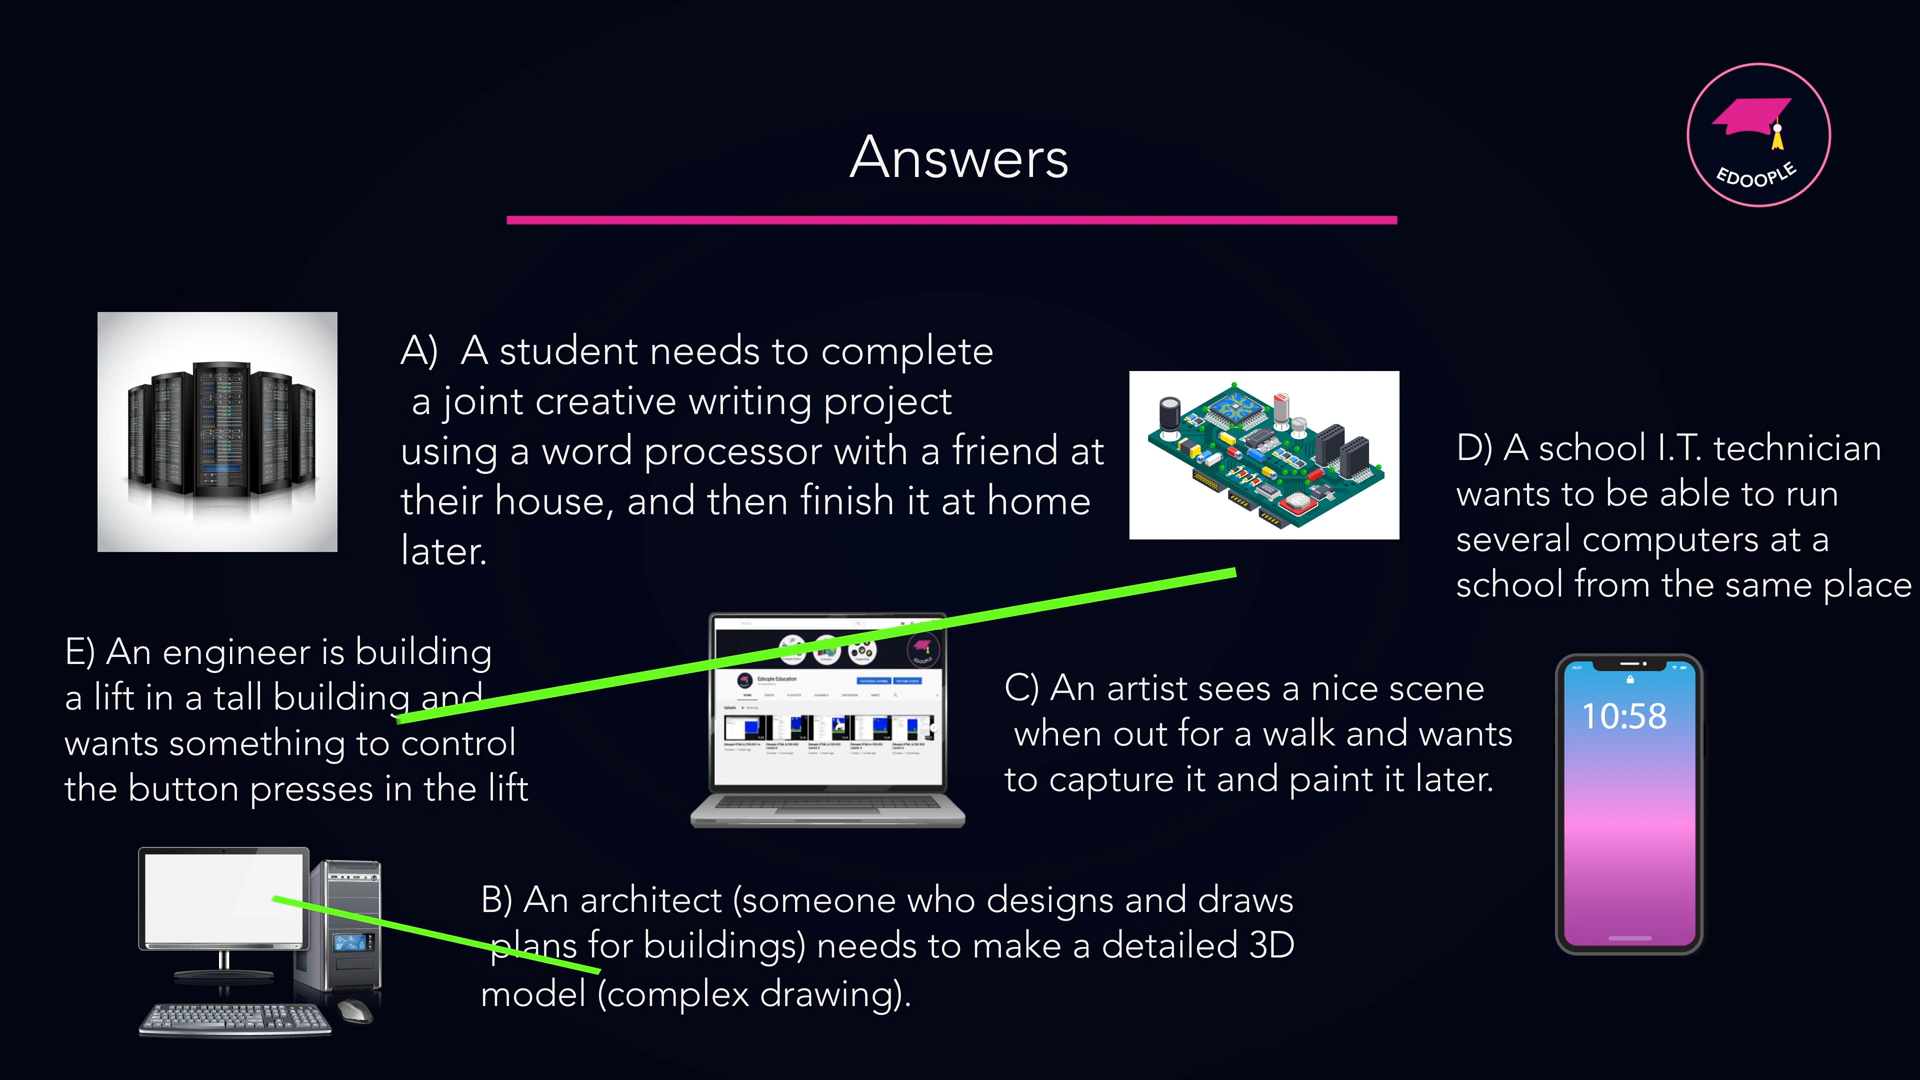 Answers
EDOOPLE
A) A student needs to complete
a joint creative writing project
using a word processor with a friend at
their house, and then finish it at home
later.
D) A school I.T. technician
wants to be able to run
several computers at a
school from the same place
E) An engineer is building
a lift in a tall building and
wants something to control
the button presses in the lift
Edoople Education
C) An artist sees a nice scene
when out for a walk and wants
to capture it and paint it later.
10:58
B) An architect (someone who designs and draws
plans for buildings) needs to make a detailed 3D
model (complex drawing).